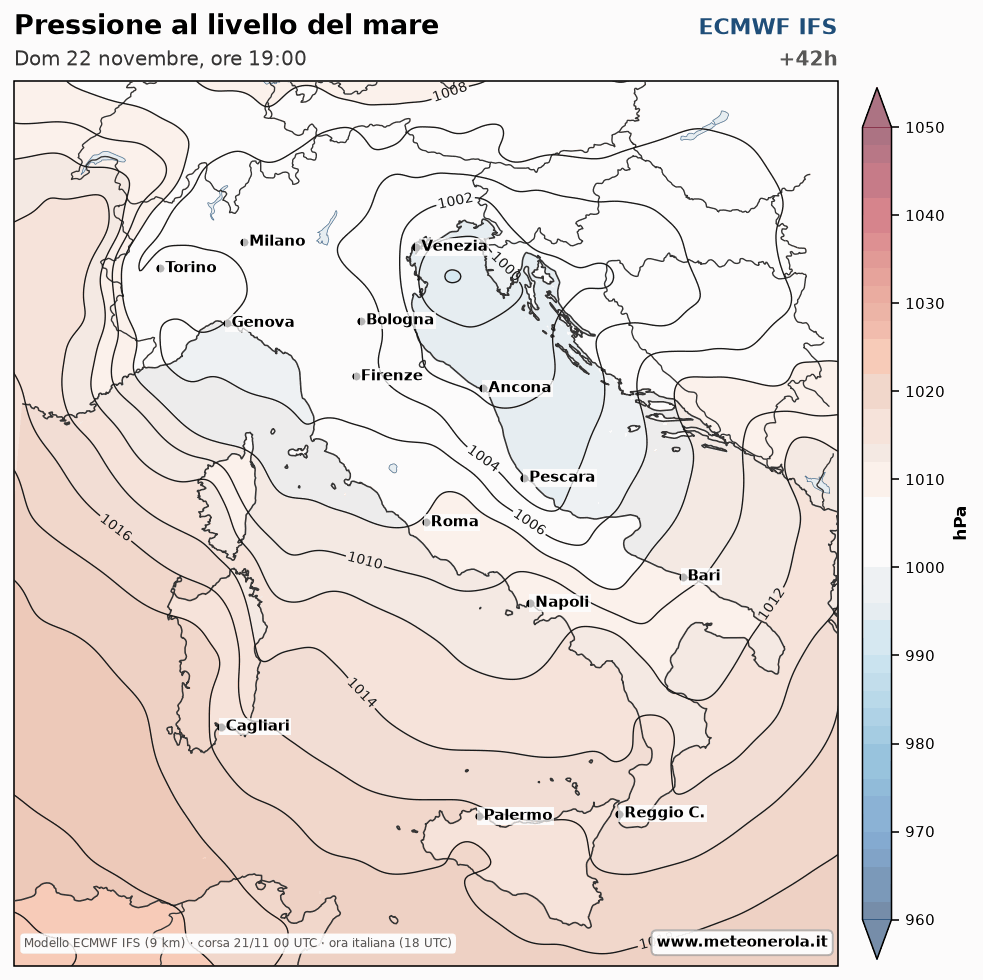 Pressione al livello del mare
ECMWF IFS
Dom 22 novembre, ore 19:00
+42h
1008
1050
1002
Venezia
1000
1040
Milano
Torino
1030
Genova
Bologna
Firenze
Ancona
1020
1004
Pescara
1010
1016
Roma
1006
hPa
1010
Bari
1000
Napoli
1012
990
1014
Cagliari
980
Palermo
Reggio C.
970
Modello ECMWF IFS (9 km) · corsa 21/11 00 UTC · ora italiana (18 UTC)
www.meteonerola.it
960